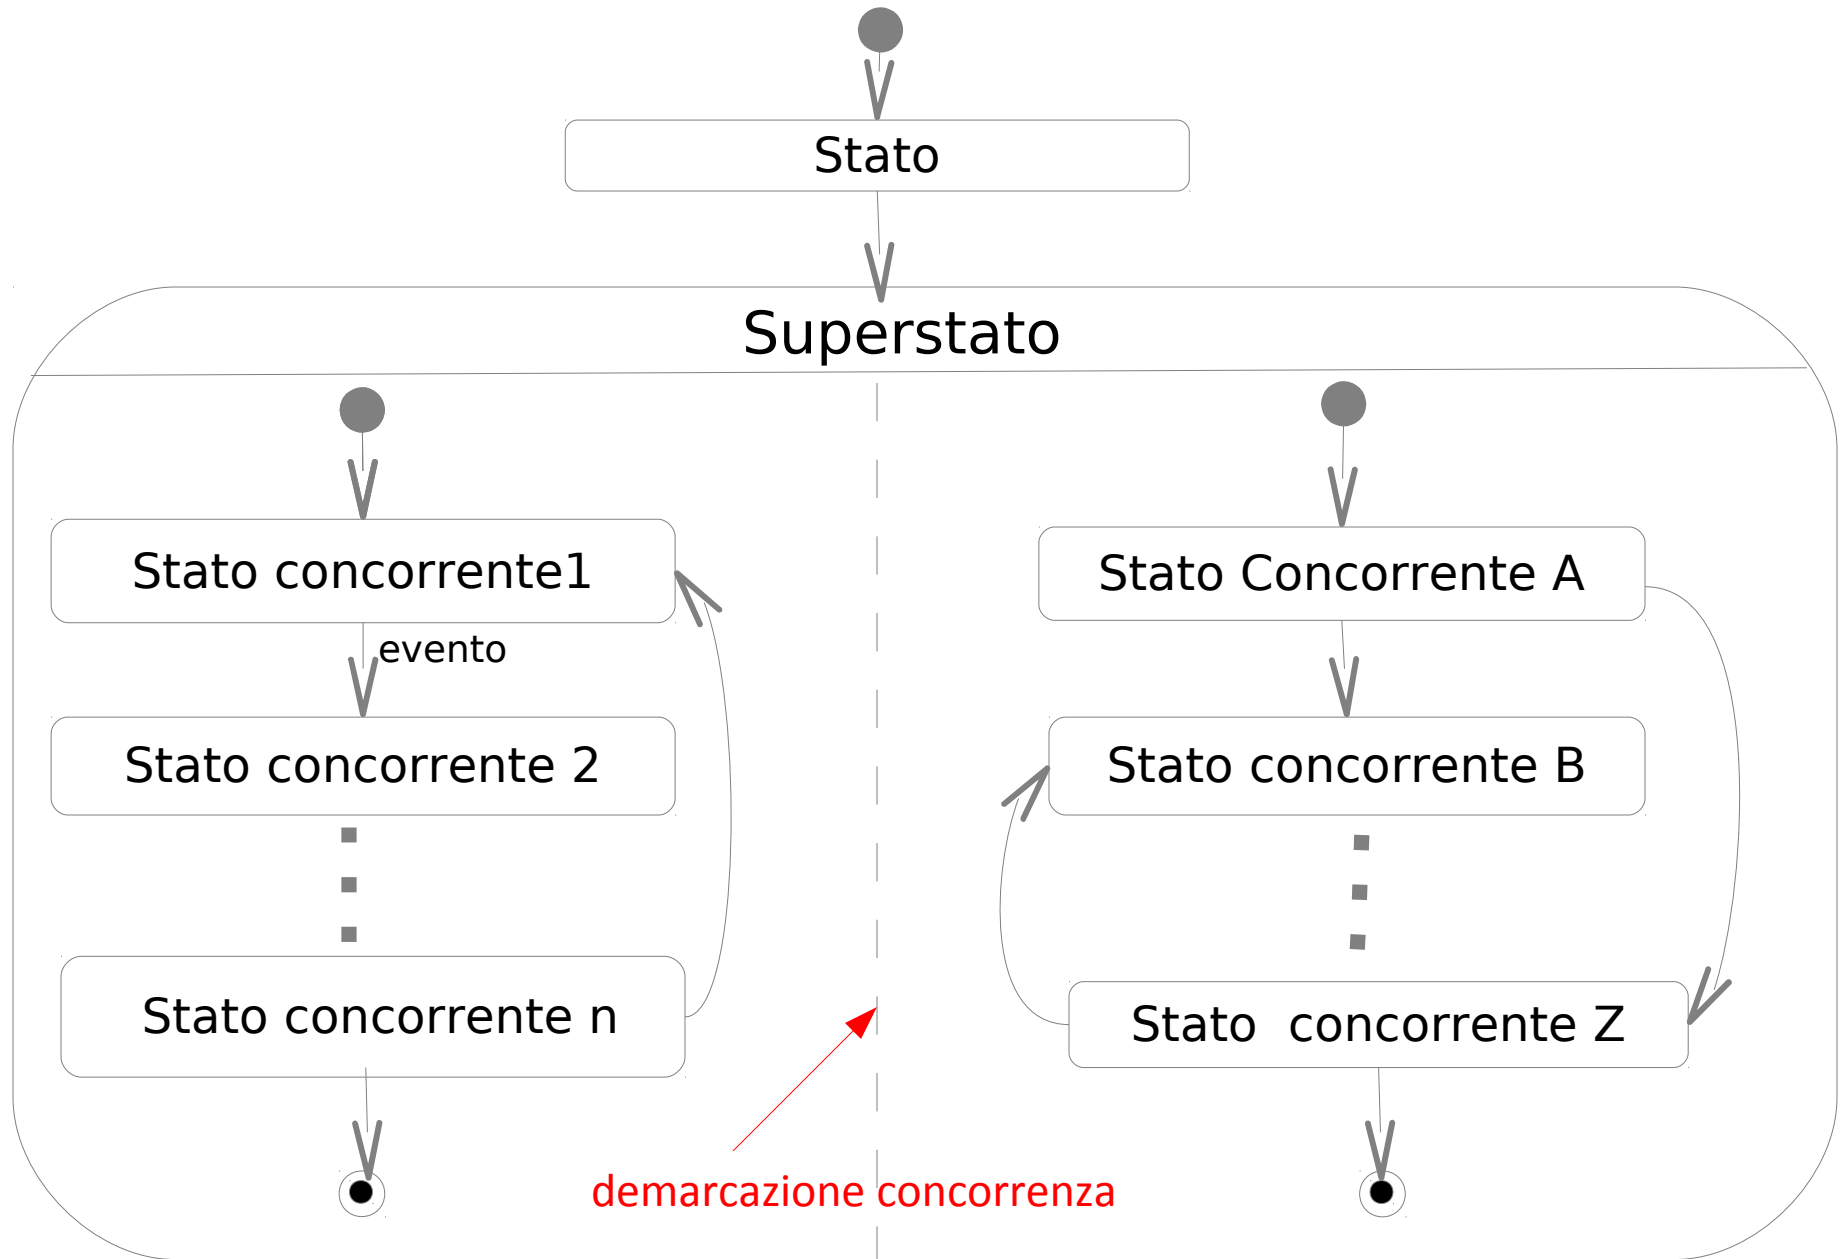 Stato
Superstato
Stato concorrente1
evento
Stato concorrente 2
Stato concorrente n
Stato Concorrente A
Stato concorrente B
Stato  concorrente Z
demarcazione concorrenza